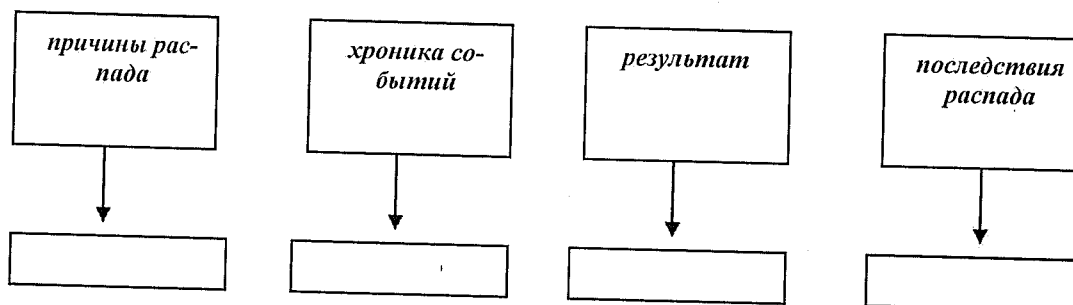 причины рас-
пада
хроника со-
бытий
результат
последствия
распада